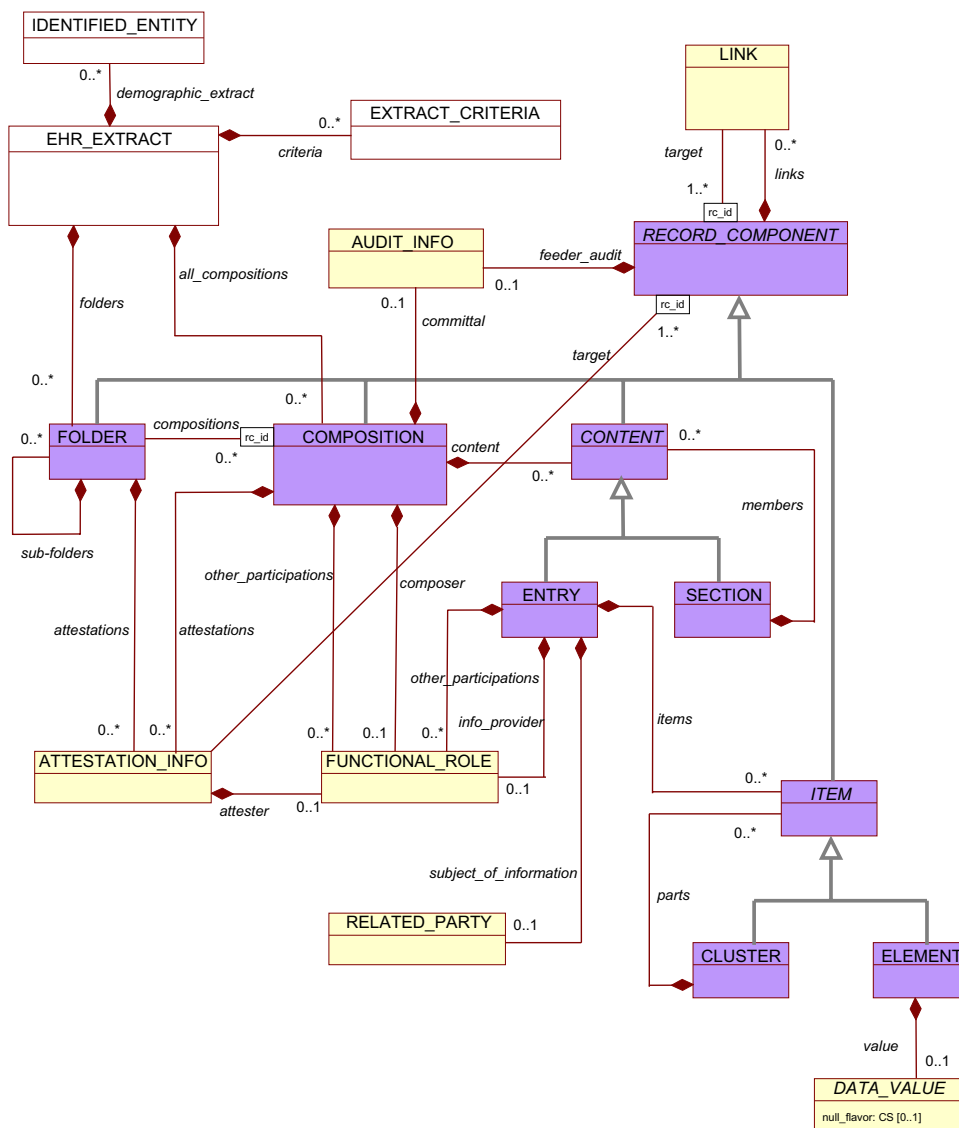 IDENTIFIED_ENTITY
0..*
demographic_extract
EHR_EXTRACT
0..*
criteria
EXTRACT_CRITERIA
LINK
target
0..*
links
1..*
rc_id
RECORD_COMPONENT
AUDIT_INFO
feeder_audit
0..1
0..1
committal
rc_id
1..*
target
all_compositions
folders
0..*
0..*
0..*
FOLDER
compositions
rc_id
0..*
COMPOSITION
content
0..*
CONTENT
0..*
members
sub-folders
other_participations
composer
ENTRY
SECTION
attestations
attestations
other_participations
info_provider
items
0..*
0..*
0..*
0..1
0..*
ATTESTATION_INFO
attester
0..1
FUNCTIONAL_ROLE
0..1
0..*
ITEM
0..*
subject_of_information
parts
RELATED_PARTY
0..1
CLUSTER
ELEMENT
value
0..1
DATA_VALUE
null_flavor: CS [0..1]